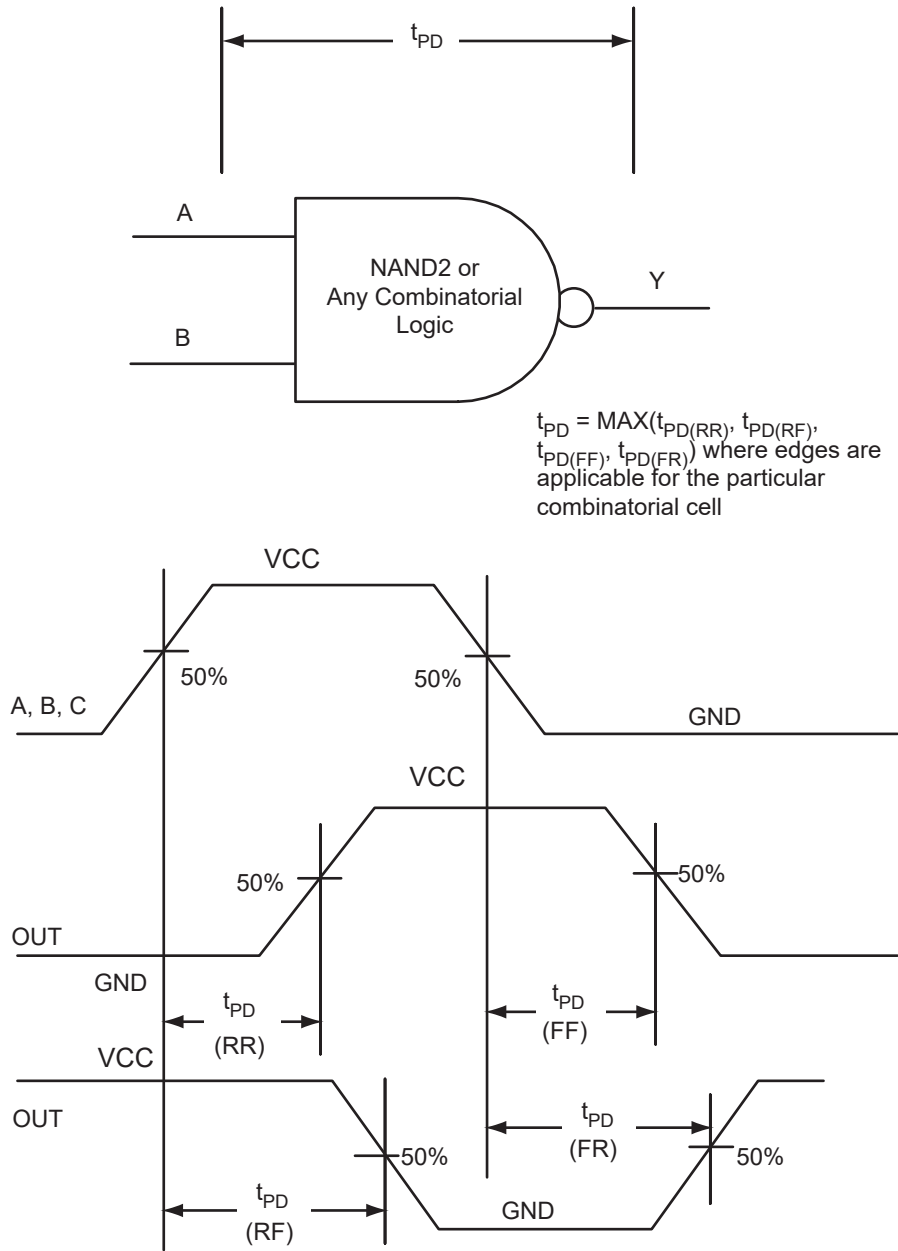 tPD
A
NAND2 or
Any Combinatorial
Logic
Y
B
tPD = MAX(tPD(RR), tPD(RF),
tPD(FF), tPD(FR)) where edges are
applicable for the particular
combinatorial cell
VCC
50%
50%
A, B, C
GND
VCC
50%
50%
OUT
GND
tPD
(RR)
tPD
(FF)
VCC
OUT
tPD
(FR)
50%
50%
tPD
(RF)
GND